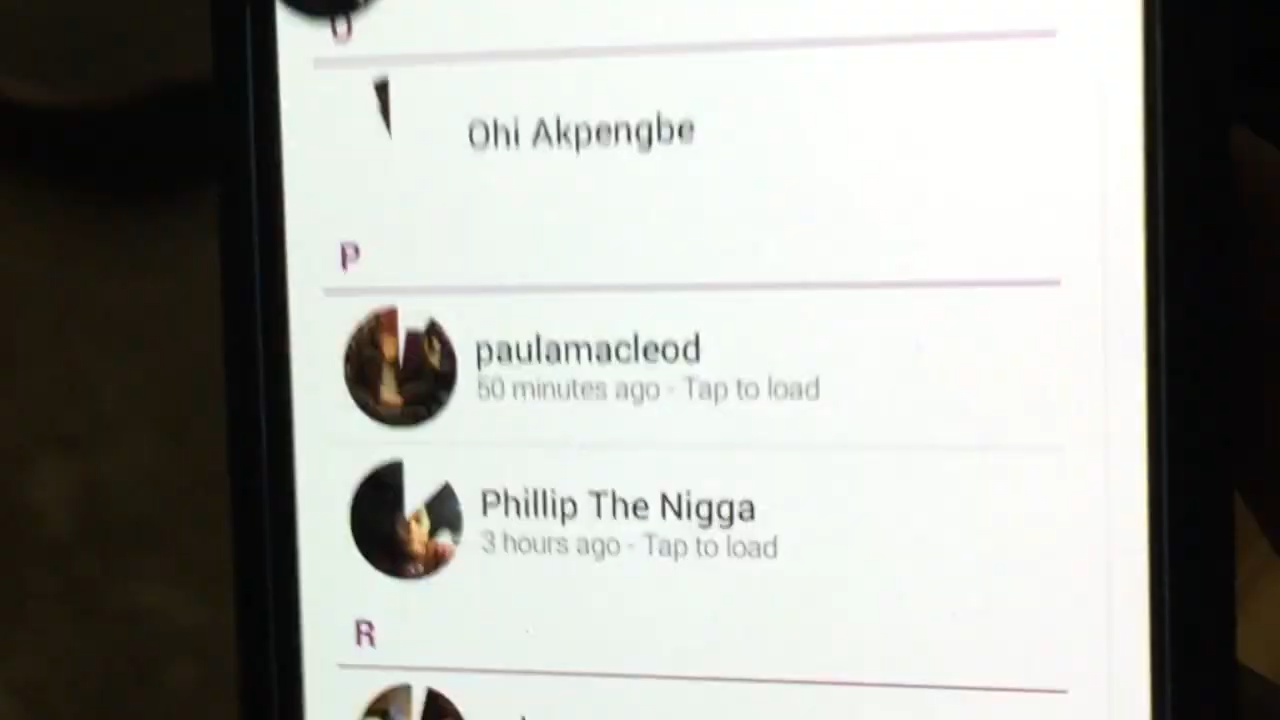 O
Ohi Akpengbe
P
paulamacleod
50 minutes ago - Tap to load
Phillip The Nigga
3 hours ago - Tap to load
R